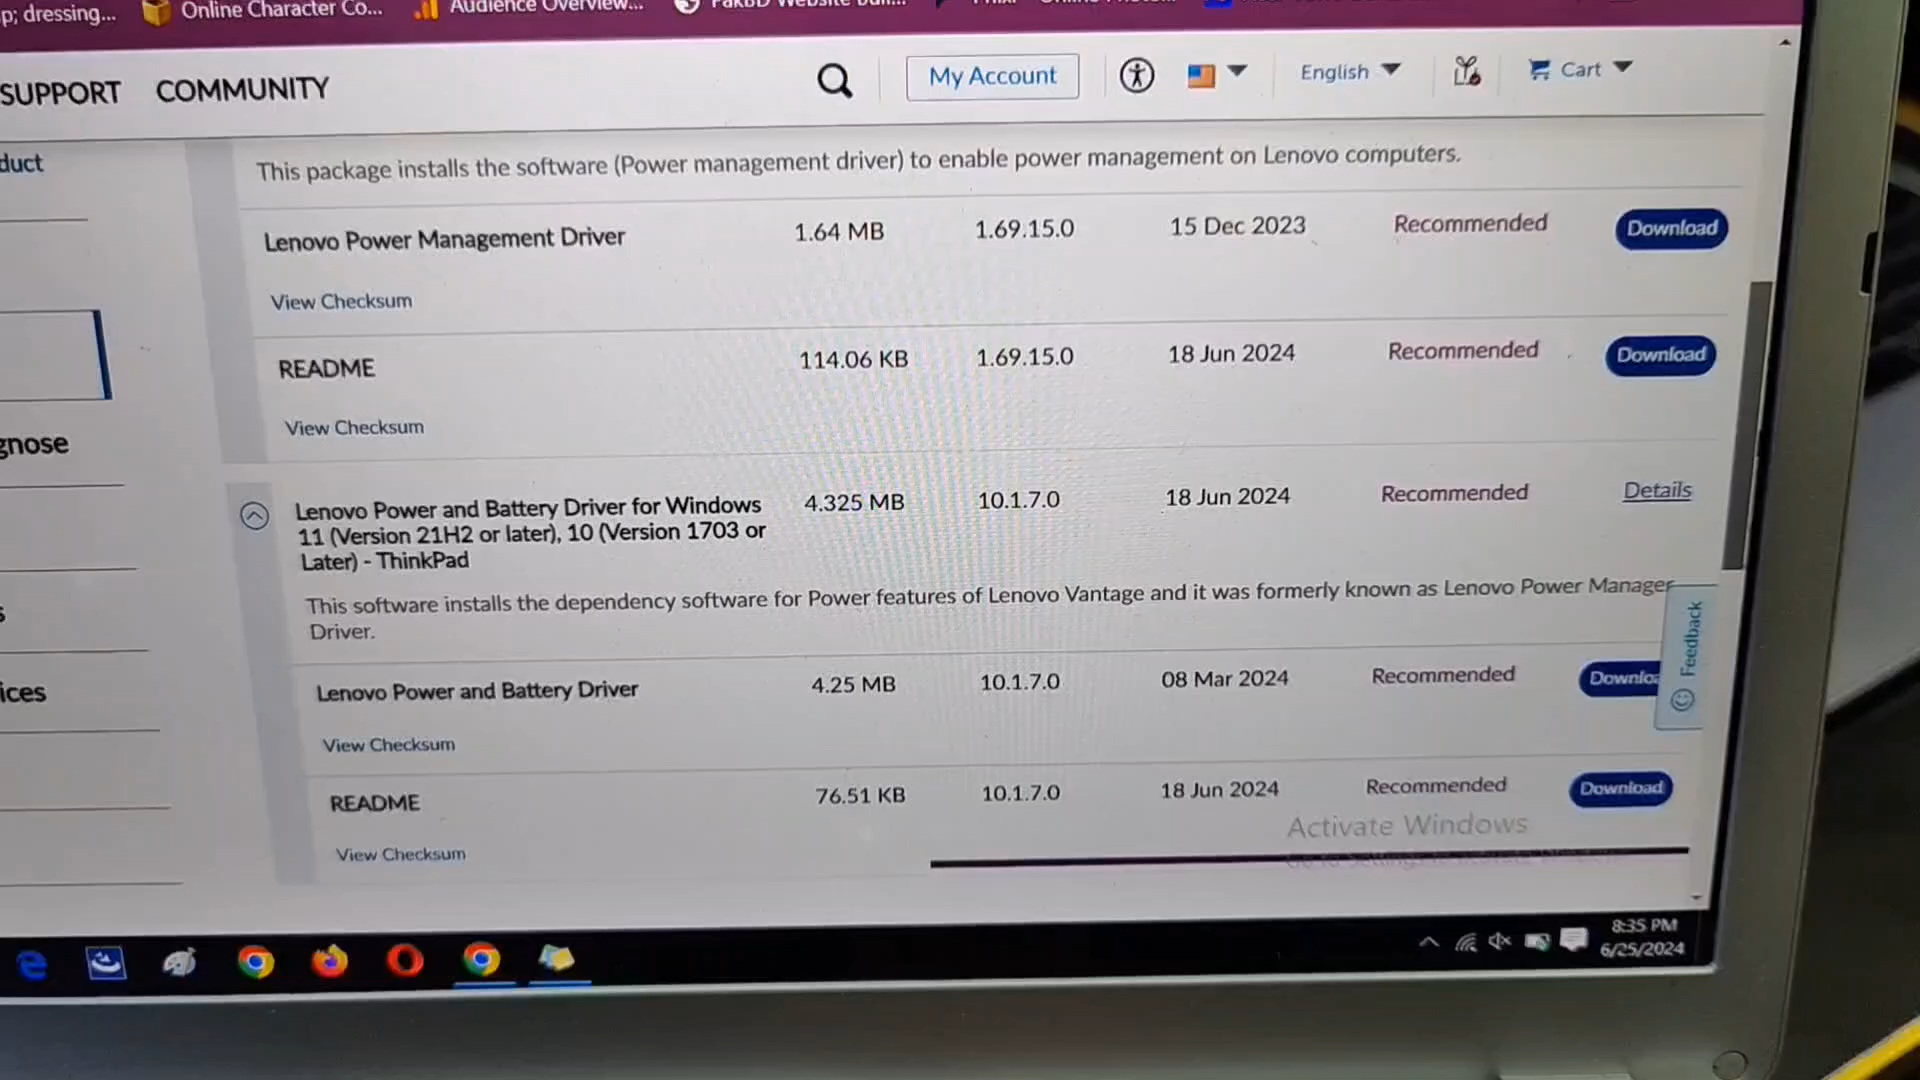 p; dressing...
Online Character Co...
Audience Overview...
SUPPORT COMMUNITY
My Account
English
Cart
duct
This package installs the software (Power management driver) to enable power management on Lenovo computers.
Lenovo Power Management Driver 1.64 MB 1.69.15.0 15 Dec 2023 Recommended Download
View Checksum
README 114.06 KB 1.69.15.0 18 Jun 2024 Recommended Download
View Checksum
gnose
Lenovo Power and Battery Driver for Windows 4.325 MB 10.1.7.0 18 Jun 2024 Recommended Details
11 (Version 21H2 or later), 10 (Version 1703 or
Later) - ThinkPad
This software installs the dependency software for Power features of Lenovo Vantage and it was formerly known as Lenovo Power Manager
Driver.
Feedback
s
ices
Lenovo Power and Battery Driver 4.25 MB 10.1.7.0 08 Mar 2024 Recommended Downloa
View Checksum
README 76.51 KB 10.1.7.0 18 Jun 2024 Recommended Download
Activate Windows
View Checksum
8:35 PM
6/25/2024